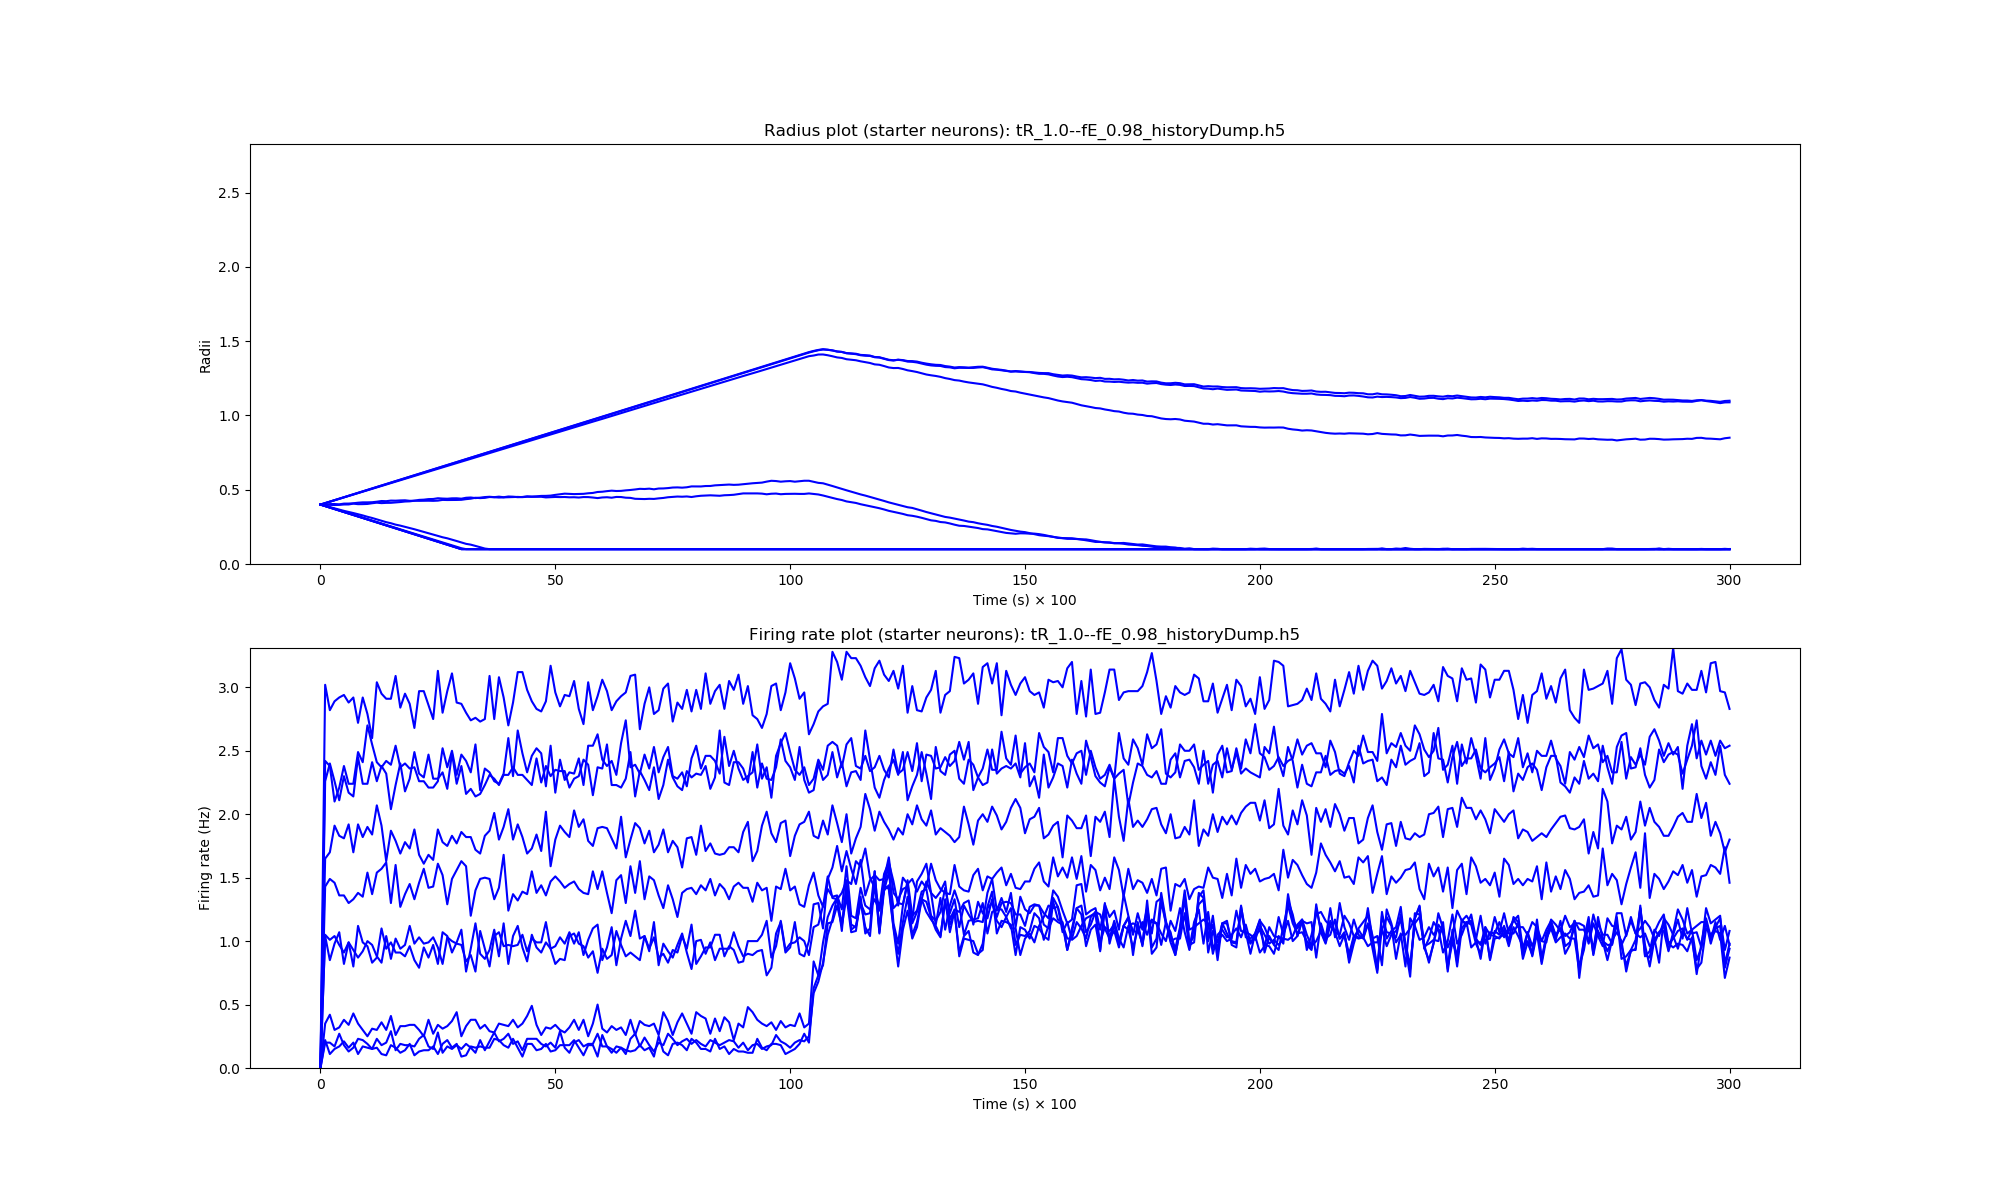 Radius plot (starter neurons): tR_1.0--fE_0.98_historyDump.h5
2.5
2.0
1.5
1.0
0.5
0.0
Radii
0 50 100 150 200 250 300
Time (s) × 100
Firing rate plot (starter neurons): tR_1.0--fE_0.98_historyDump.h5
3.0
2.5
2.0
1.5
1.0
0.5
0.0
Firing rate (Hz)
0 50 100 150 200 250 300
Time (s) × 100